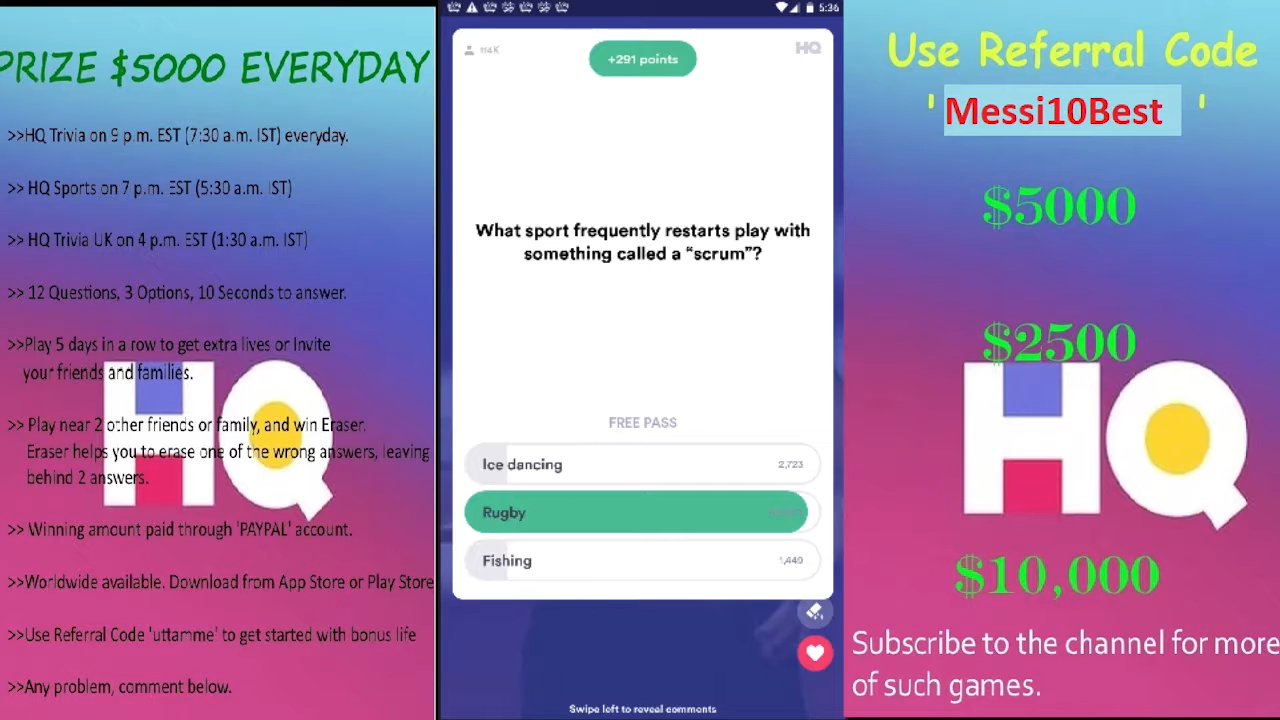 PRIZE $5000 EVERYDAY
>>HQ Trivia on 9 p.m. EST (7:30 a.m. IST) everyday.
>> HQ Sports on 7 p.m. EST (5:30 a.m. IST)
>> HQ Trivia UK on 4 p.m. EST (1:30 a.m. IST)
>> 12 Questions, 3 Options, 10 Seconds to answer.
>>Play 5 days in a row to get extra lives or Invite
your friends and families.
>> Play near 2 other friends or family, and win Eraser.
Eraser helps you to erase one of the wrong answers, leaving
behind 2 answers.
>> Winning amount paid through 'PAYPAL' account.
>>Worldwide available. Download from App Store or Play Store
>>Use Referral Code 'uttamme' to get started with bonus life
>>Any problem, comment below.
HQ
5:36
114K
+291 points
HQ
What sport frequently restarts play with
something called a “scrum”?
FREE PASS
Ice dancing 2,723
Rugby
Fishing 1,440
Swipe left to reveal comments
Use Referral Code
' Messi10Best '
$5000
$2500
HQ
$10,000
Subscribe to the channel for more
of such games.